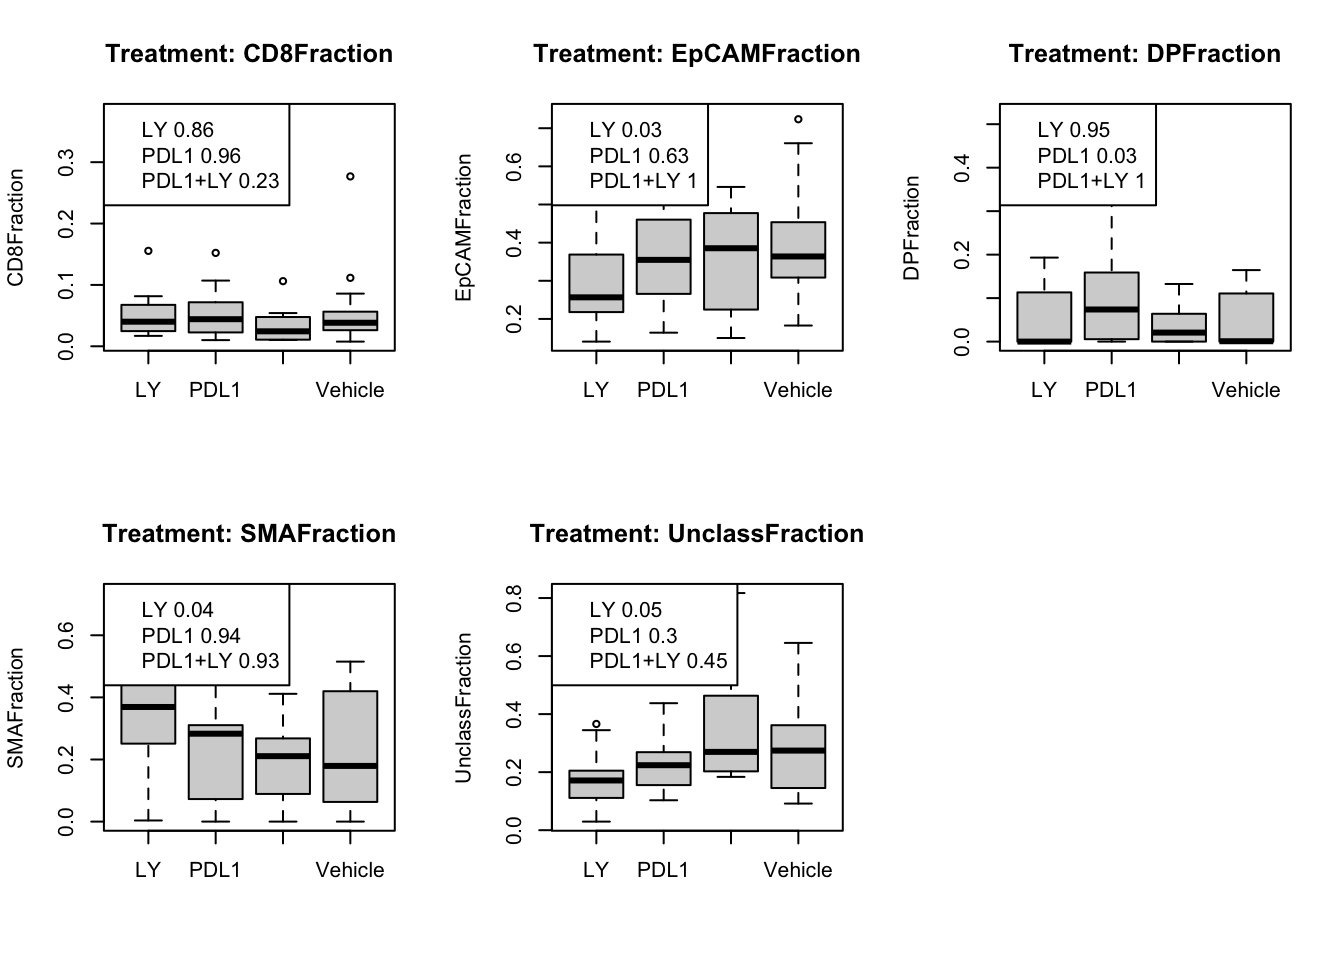 Treatment: CD8Fraction
CD8Fraction
0.0 0.1 0.2 0.3
LY 0.86
PDL1 0.96
PDL1+LY 0.23
LY PDL1 Vehicle
Treatment: EpCAMFraction
EpCAMFraction
0.2 0.4 0.6
LY 0.03
PDL1 0.63
PDL1+LY 1
LY PDL1 Vehicle
Treatment: DPFraction
DPFraction
0.0 0.2 0.4
LY 0.95
PDL1 0.03
PDL1+LY 1
LY PDL1 Vehicle
Treatment: SMAFraction
SMAFraction
0.0 0.2 0.4 0.6
LY 0.04
PDL1 0.94
PDL1+LY 0.93
LY PDL1 Vehicle
Treatment: UnclassFraction
UnclassFraction
0.0 0.2 0.4 0.6 0.8
LY 0.05
PDL1 0.3
PDL1+LY 0.45
LY PDL1 Vehicle